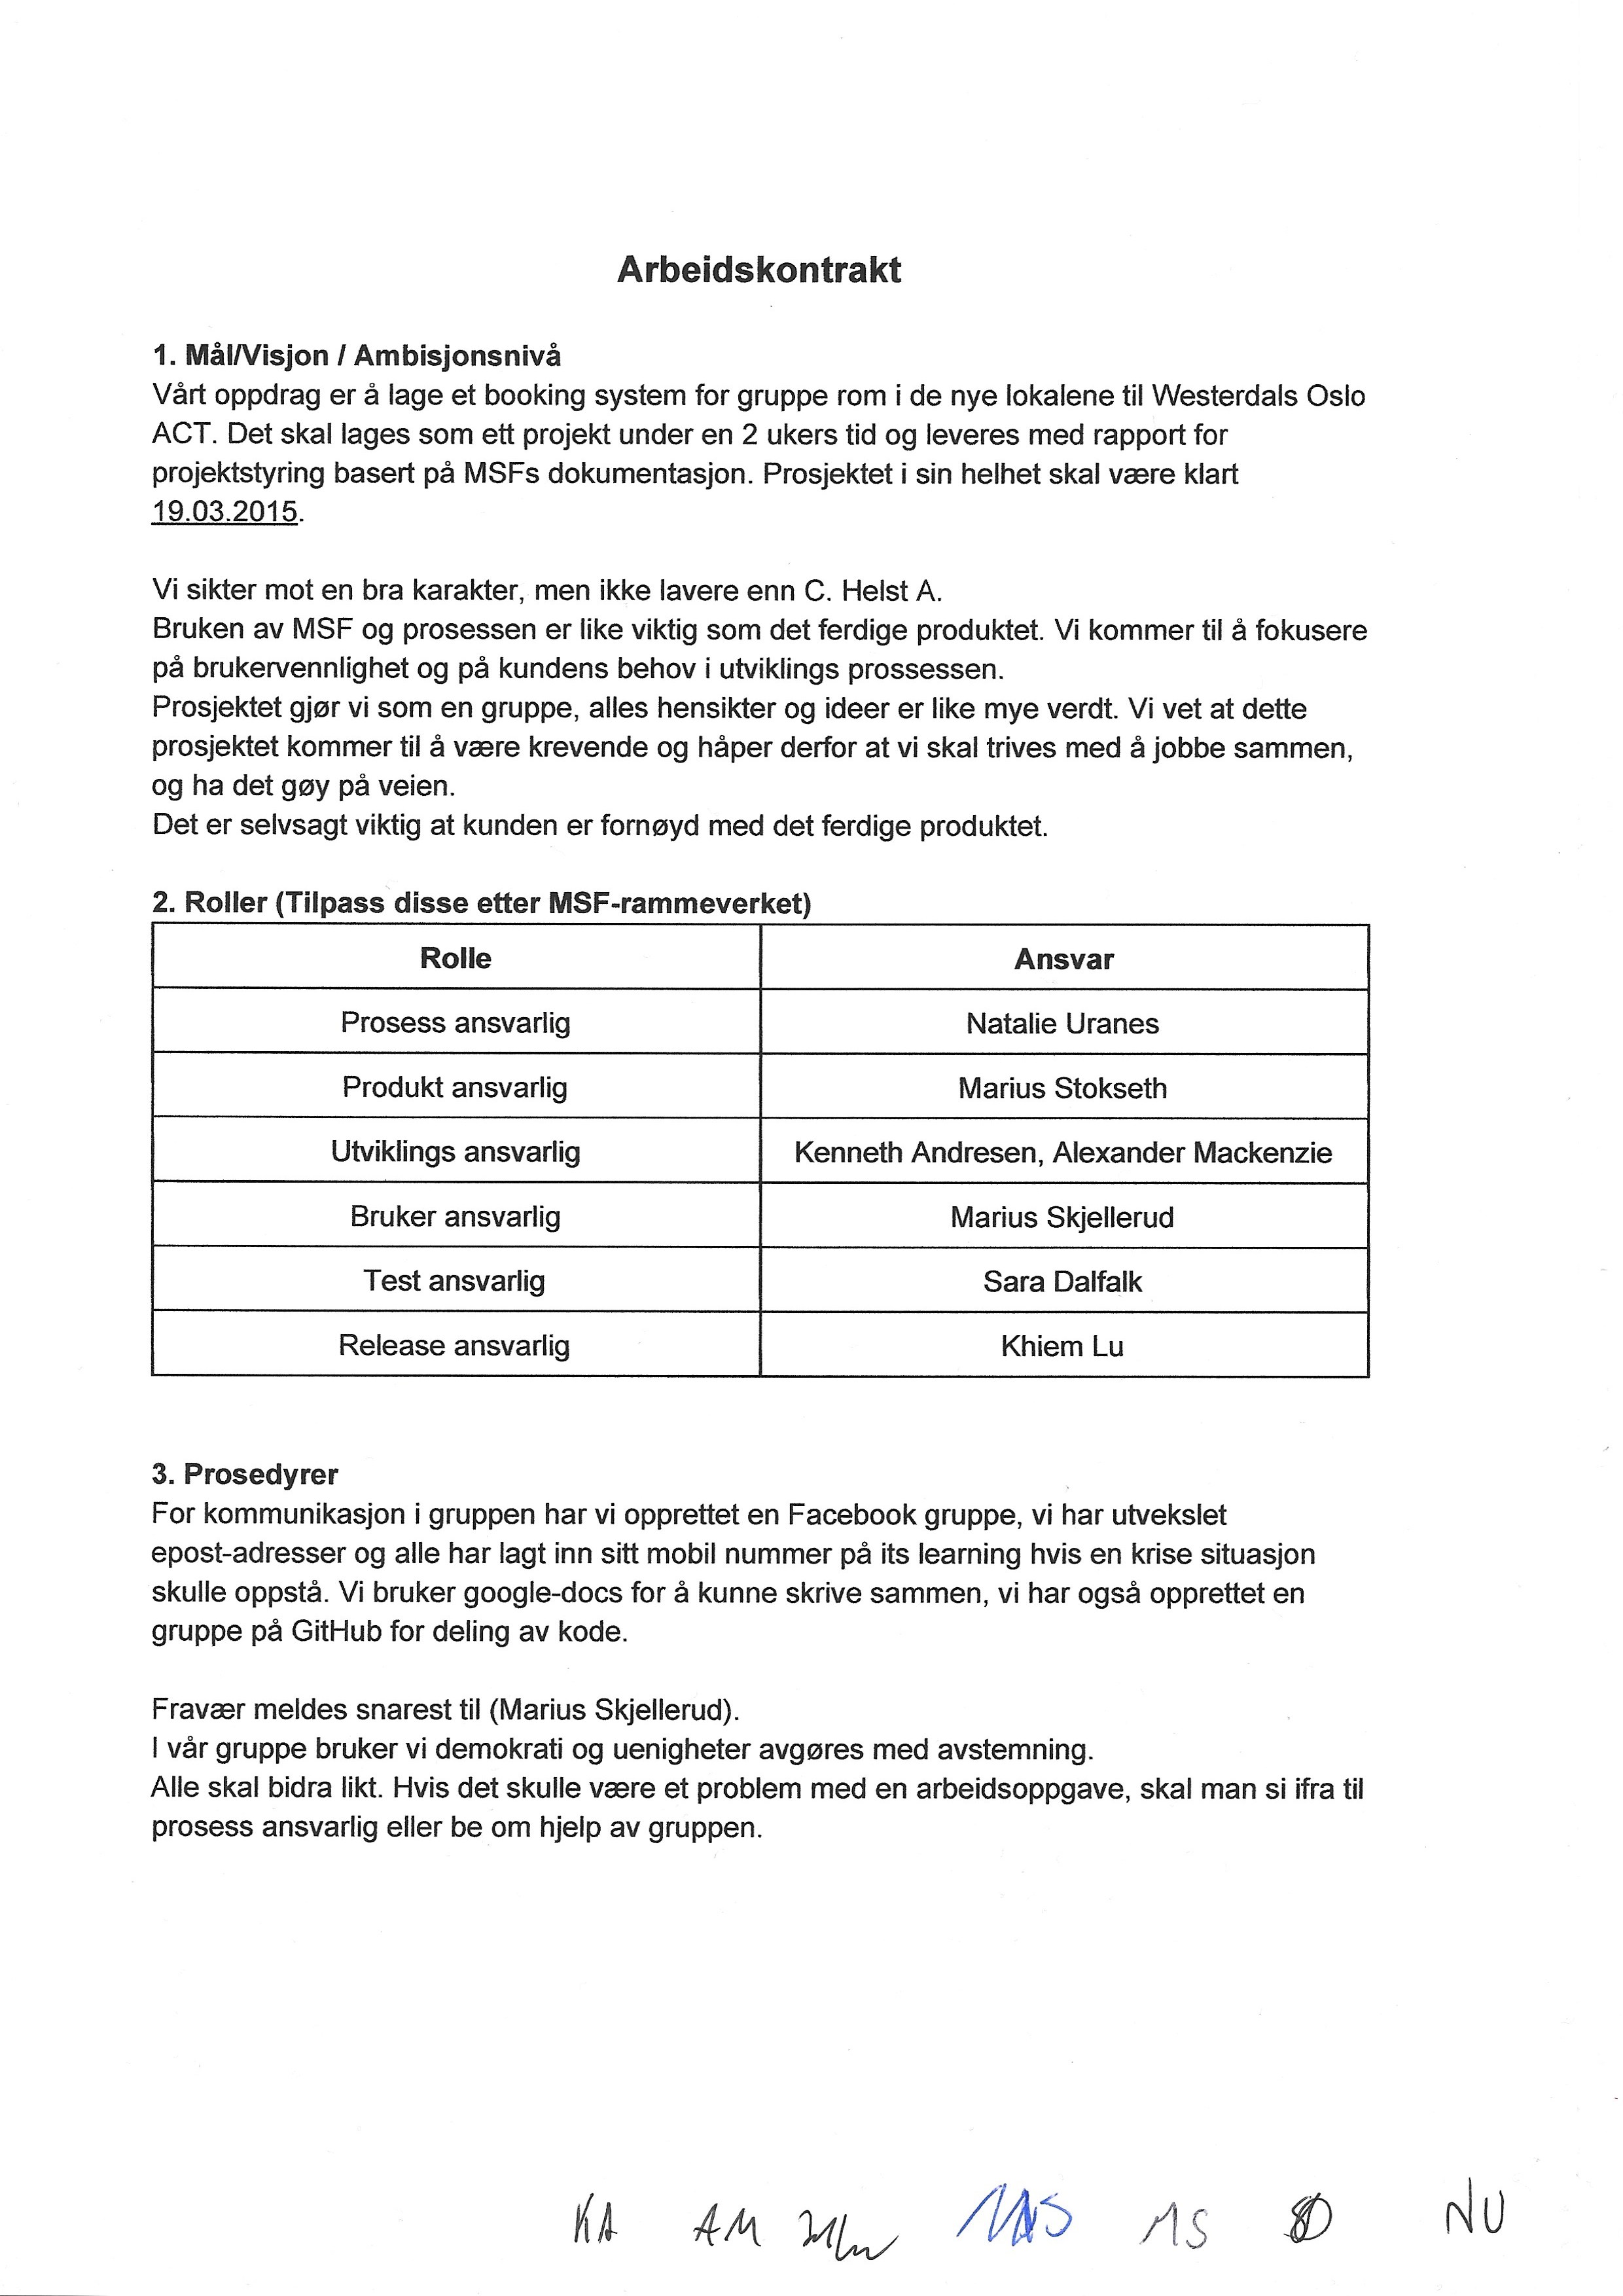 Arbeidskontrakt
1. Mål/Visjon / Ambisjonsnivå
Vårt oppdrag er å lage et booking system for gruppe rom i de nye lokalene til Westerdals Oslo
ACT. Det skal lages som ett projekt under en 2 ukers tid og leveres med rapport for
projektstyring basert på MSFs dokumentasjon. Prosjektet i sin helhet skal være klart
19.03.2015.
Vi sikter mot en bra karakter, men ikke lavere enn C. Helst A.
Bruken av MSF og prosessen er like viktig som det ferdige produktet. Vi kommer til å fokusere
på brukervennlighet og på kundens behov i utviklings prossessen.
Prosjektet gjør vi som en gruppe, alles hensikter og ideer er like mye verdt. Vi vet at dette
prosjektet kommer til å være krevende og håper derfor at vi skal trives med å jobbe sammen,
og ha det gøy på veien.
Det er selvsagt viktig at kunden er fornøyd med det ferdige produktet.
2. Roller (Tilpass disse etter MSF-rammeverket)
Rolle Ansvar
Prosess ansvarlig Natalie Uranes
Produkt ansvarlig Marius Stokseth
Utviklings ansvarlig Kenneth Andresen, Alexander Mackenzie
Bruker ansvarlig Marius Skjellerud
Test ansvarlig Sara Dalfalk
Release ansvarlig Khiem Lu
3. Prosedyrer
For kommunikasjon i gruppen har vi opprettet en Facebook gruppe, vi har utvekslet
epost-adresser og alle har lagt inn sitt mobil nummer på its learning hvis en krise situasjon
skulle oppstå. Vi bruker google-docs for å kunne skrive sammen, vi har også opprettet en
gruppe på GitHub for deling av kode.
Fravær meldes snarest til (Marius Skjellerud).
I vår gruppe bruker vi demokrati og uenigheter avgøres med avstemning.
Alle skal bidra likt. Hvis det skulle være et problem med en arbeidsoppgave, skal man si ifra til
prosess ansvarlig eller be om hjelp av gruppen.
KA AM MS NU